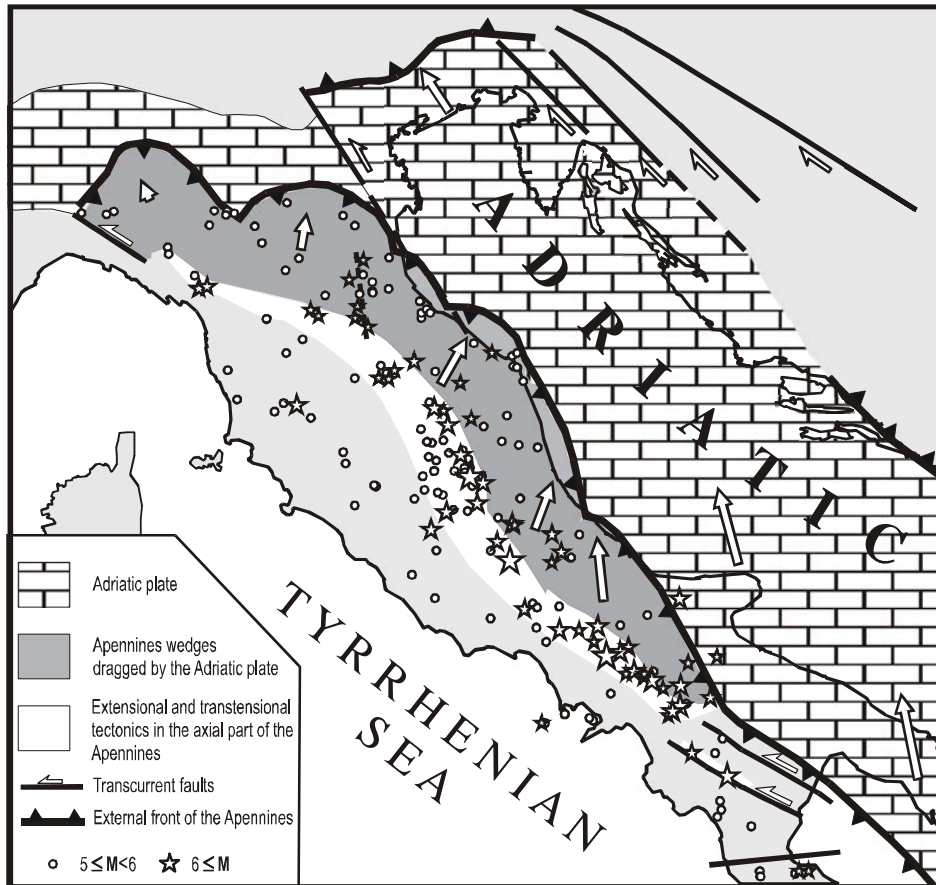 ADRIATIC
TYRRHENIAN
SEA
Adriatic plate
Apennines wedges
dragged by the Adriatic plate
Extensional and transtensional
tectonics in the axial part of the
Apennines
Transcurrent faults
External front of the Apennines
5 ≤ M<6 6 ≤ M